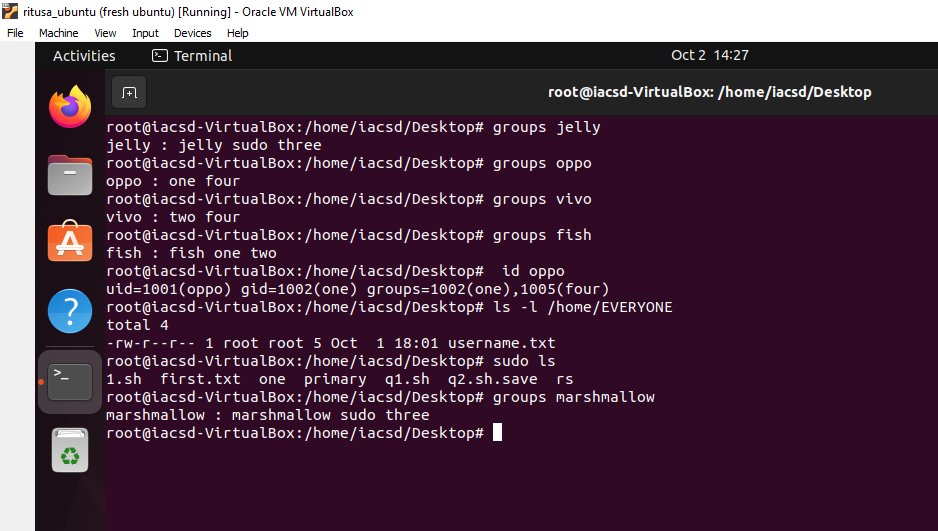 ritusa_ubuntu (fresh ubuntu) [Running] - Oracle VM VirtualBox
File Machine View Input Devices Help
Activities Terminal Oct 2 14:27
root@iacsd-VirtualBox: /home/iacsd/Desktop
root@iacsd-VirtualBox:/home/iacsd/Desktop# groups jelly
jelly : jelly sudo three
root@iacsd-VirtualBox:/home/iacsd/Desktop# groups oppo
oppo : one four
root@iacsd-VirtualBox:/home/iacsd/Desktop# groups vivo
vivo : two four
root@iacsd-VirtualBox:/home/iacsd/Desktop# groups fish
fish : fish one two
root@iacsd-VirtualBox:/home/iacsd/Desktop#  id oppo
uid=1001(oppo) gid=1002(one) groups=1002(one),1005(four)
root@iacsd-VirtualBox:/home/iacsd/Desktop# ls -l /home/EVERYONE
total 4
-rw-r--r-- 1 root root 5 Oct  1 18:01 username.txt
root@iacsd-VirtualBox:/home/iacsd/Desktop# sudo ls
1.sh  first.txt  one  primary  q1.sh  q2.sh.save  rs
root@iacsd-VirtualBox:/home/iacsd/Desktop# groups marshmallow
marshmallow : marshmallow sudo three
root@iacsd-VirtualBox:/home/iacsd/Desktop#